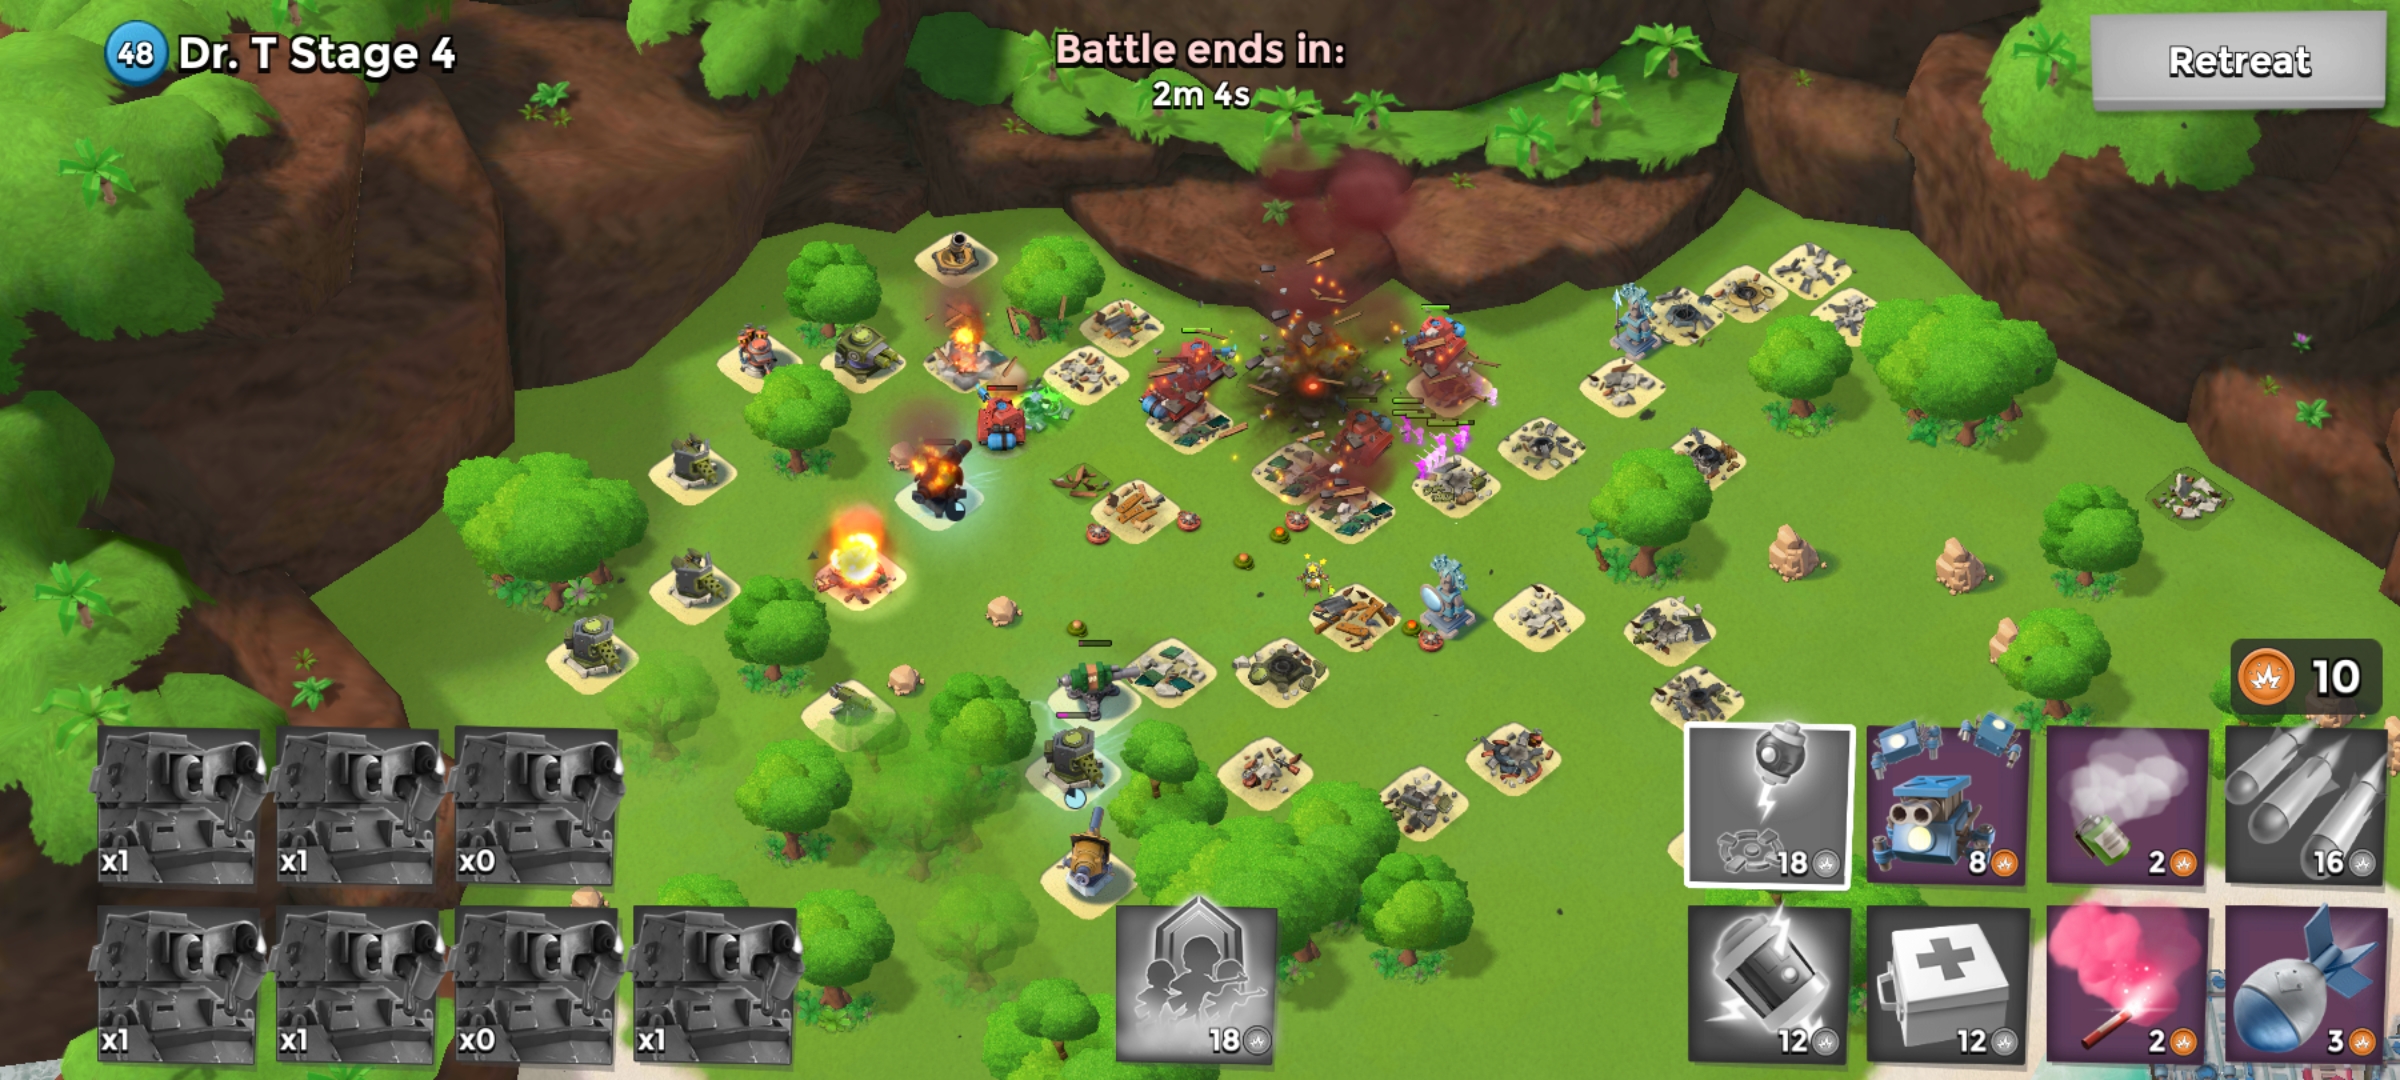 48 Dr. T Stage 4
Battle ends in:
2m 4s
Retreat
10
x1
x1
x0
18
8
2
16
x1
x1
x0
x1
18
12
12
2
3